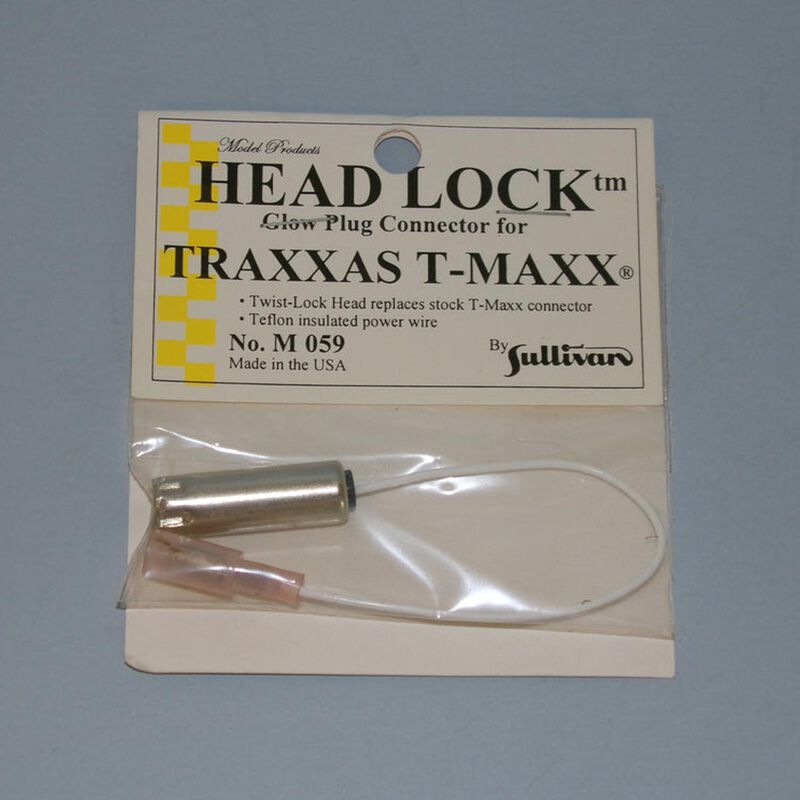 Model Products
HEAD LOCK™
Glow Plug Connector for
TRAXXAS T-MAXX®
• Twist-Lock Head replaces stock T-Maxx connector
• Teflon insulated power wire
No. M 059
Made in the USA
By Sullivan